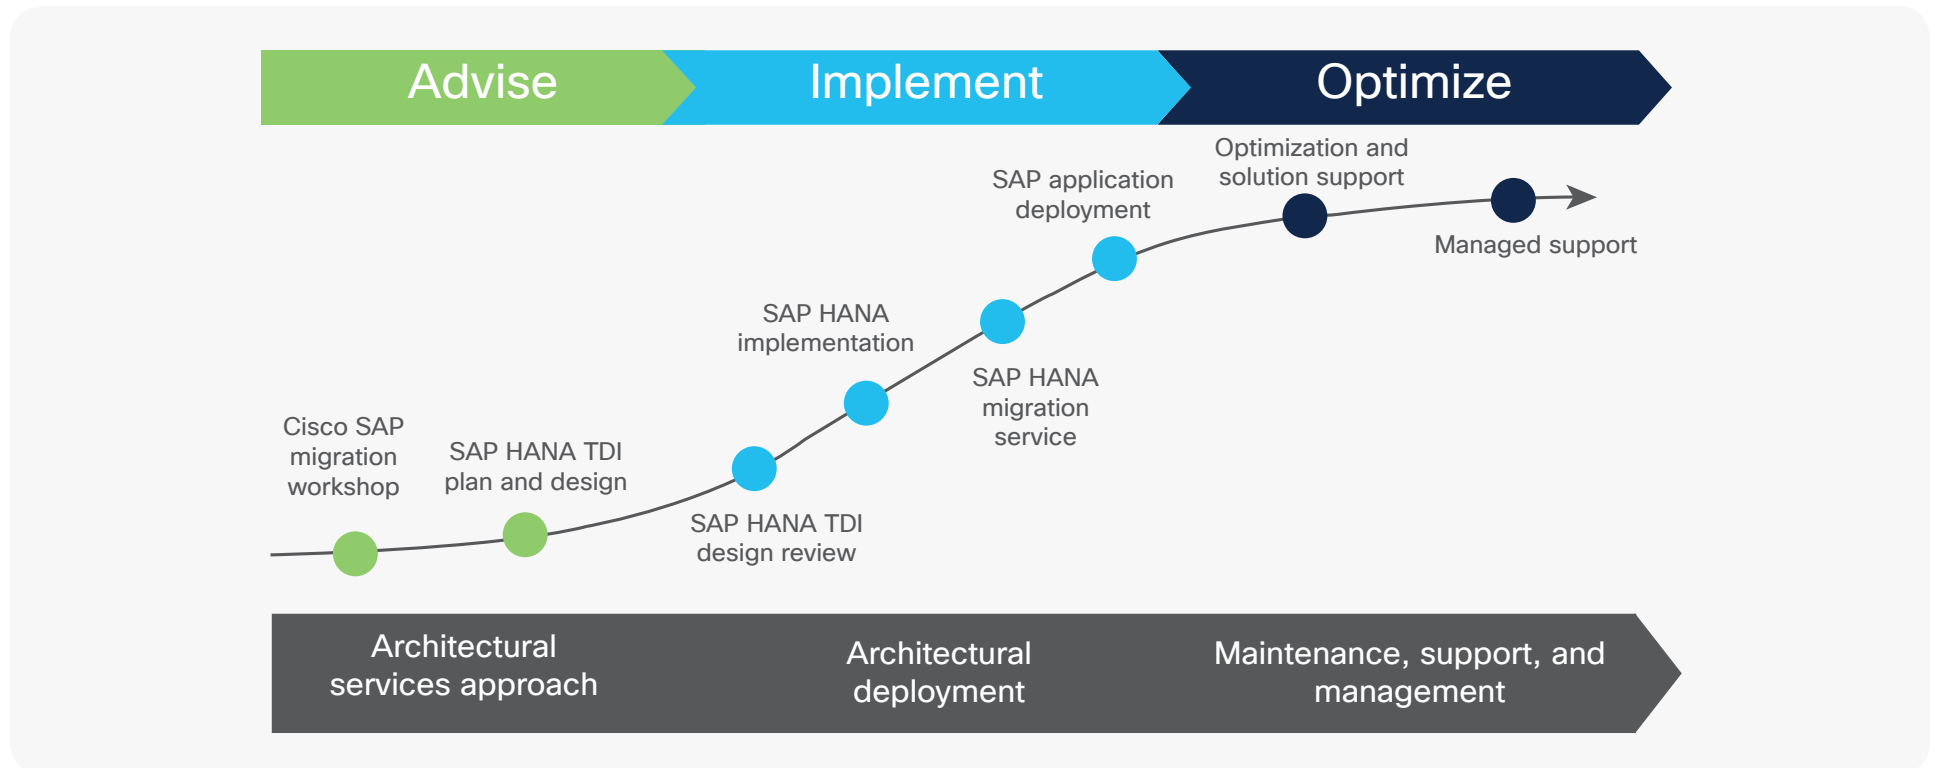 Advise
Implement
Optimize
Cisco SAP
migration
workshop
SAP HANA TDI
plan and design
SAP HANA TDI
design review
SAP HANA
implementation
SAP HANA
migration
service
SAP application
deployment
Optimization and
solution support
Managed support
Architectural
services approach
Architectural
deployment
Maintenance, support, and
management